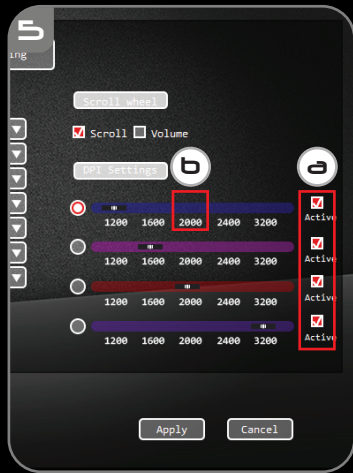 5
ing
Scroll wheel
Scroll Volume
DPI Settings
b
a
Active
1200 1600 2000 2400 3200
Active
1200 1600 2000 2400 3200
Active
1200 1600 2000 2400 3200
Active
1200 1600 2000 2400 3200
Apply Cancel